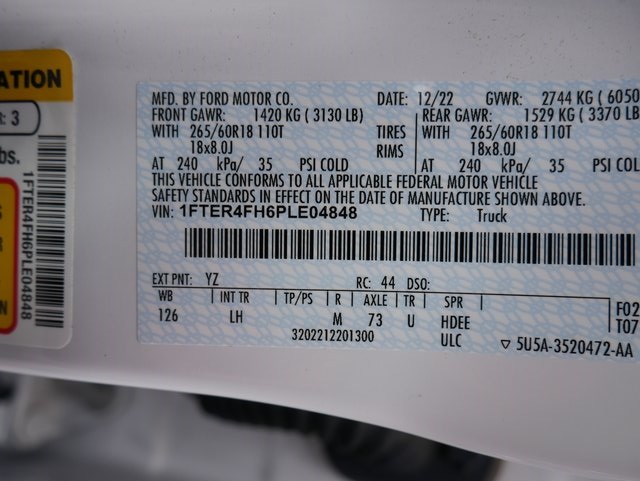 ATION
: 3
bs.
1FTER4FH6PLE04848
MFD. BY FORD MOTOR CO. DATE: 12/22 GVWR: 2744 KG ( 6050
FRONT GAWR: 1420 KG ( 3130 LB) REAR GAWR: 1529 KG ( 3370 LB
WITH 265/60R18 110T TIRES WITH 265/60R18 110T
18x8.0J RIMS 18x8.0J
AT 240 kPa/ 35 PSI COLD AT 240 kPa/ 35 PSI COL
THIS VEHICLE CONFORMS TO ALL APPLICABLE FEDERAL MOTOR VEHICLE
SAFETY STANDARDS IN EFFECT ON THE DATE OF MANUFACTURE SHOWN ABOVE.
VIN: 1FTER4FH6PLE04848 TYPE: Truck
EXT PNT: YZ RC: 44 DSO:
WB INT TR TP/PS R AXLE TR SPR F02
126 LH M 73 U HDEE T07
3202212201300 ULC ▽ 5U5A-3520472-AA